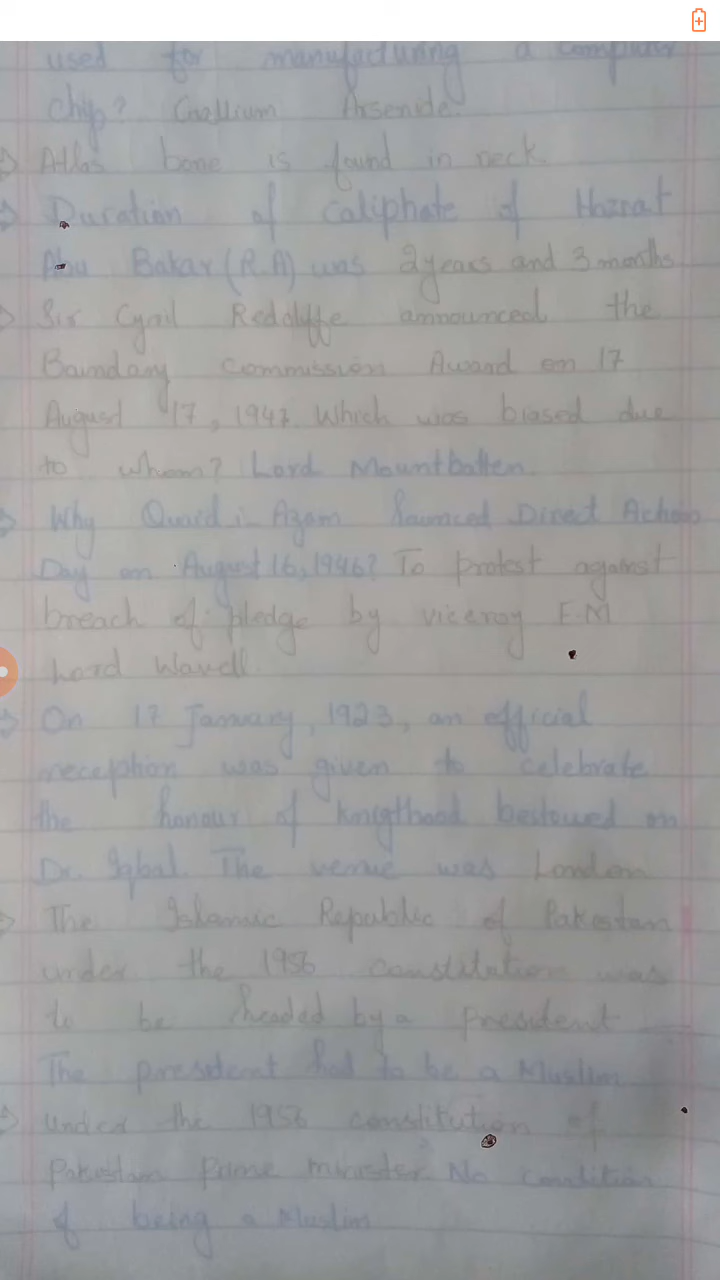 used for manufacturing a computer
chip? Gallium Arsenide.
Atlas bone is found in neck.
Duration of caliphate of Hazrat
Abu Bakar (R.A) was 2 years and 3 months
Sir Cyril Redcliffe announced the
Boundary Commission Award on 17
August 17, 1947. Which was biased due
to whom? Lord Mountbatten.
Why Quaid i Azam Direct Action
Day on August 16, 1946? To protest against
breach of pledge by viceroy F.M
Lord Wavell.
On 17 January, 1923, an official
reception was given to celebrate
the honour of knigthood bestowed on
Dr. Iqbal. The venue was London
The Islamic Republic of Pakistan
under the 1956 constitution was
to be headed by a president
The president had to be a Muslim
Under the 1956 constitution of
Pakistan prime minister No condition
of being a Muslim